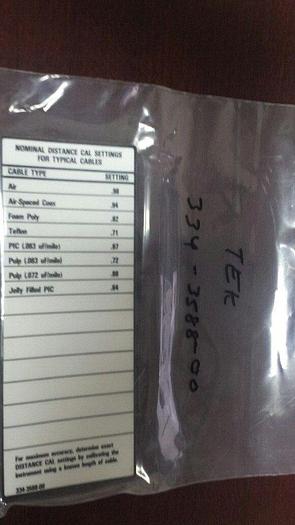 NOMINAL DISTANCE CAL SETTINGS
FOR TYPICAL CABLES
CABLE TYPE SETTING
Air .98
Air-Spaced Coax .94
Foam Poly .82
Teflon .71
PIC (.083 uf/mile) .67
Pulp (.083 uf/mile) .72
Pulp (.072 uf/mile) .88
Jelly Filled PIC .64
For maximum accuracy, determine exact
DISTANCE CAL settings by calibrating the
instrument using a known length of cable.
334-3588-00
TEK
334-3588-00